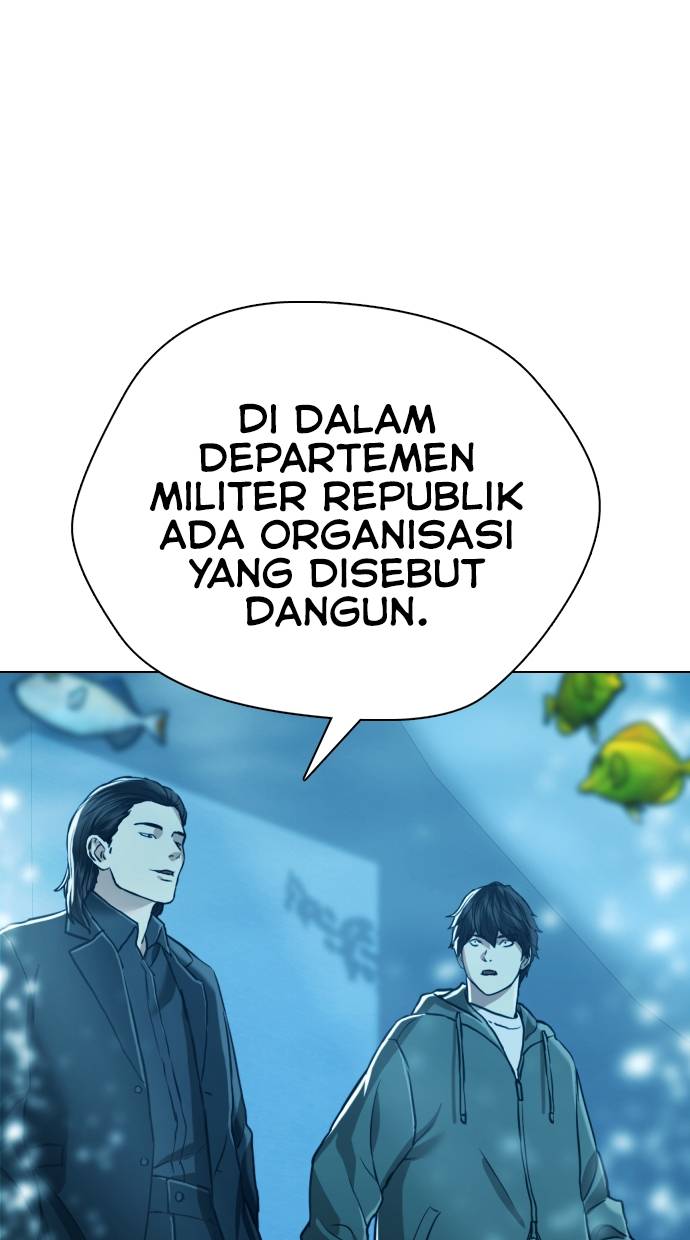 DI DALAM
DEPARTEMEN
MILITER REPUBLIK
ADA ORGANISASI
YANG DISEBUT
DANGUN.